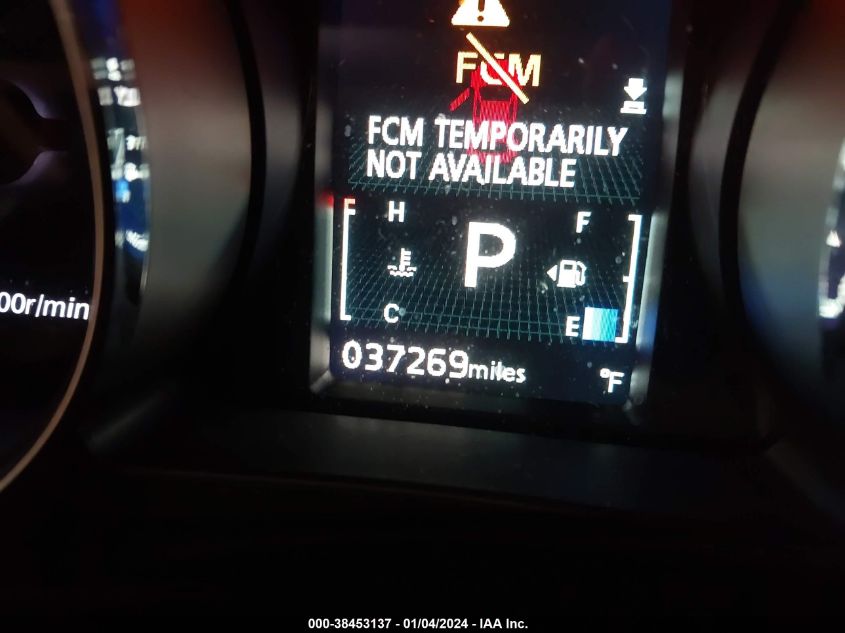 FCM
FCM TEMPORARILY
NOT AVAILABLE
H F
P
C E
037269miles
°F
00r/min
000-38453137 - 01/04/2024 - IAA Inc.